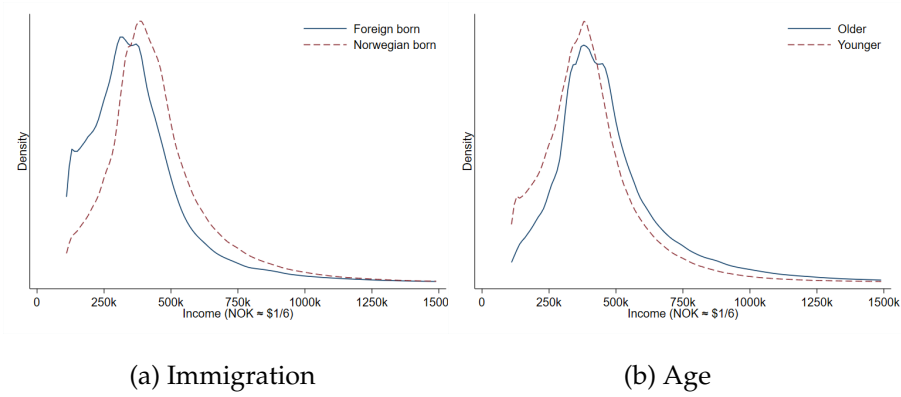 Foreign born
Norwegian born
Density
0 250k 500k 750k 1000k 1250k 1500
Income (NOK ≈ $1/6)
(a) Immigration
Older
Younger
Density
0 250k 500k 750k 1000k 1250k 1500k
Income (NOK ≈ $1/6)
(b) Age